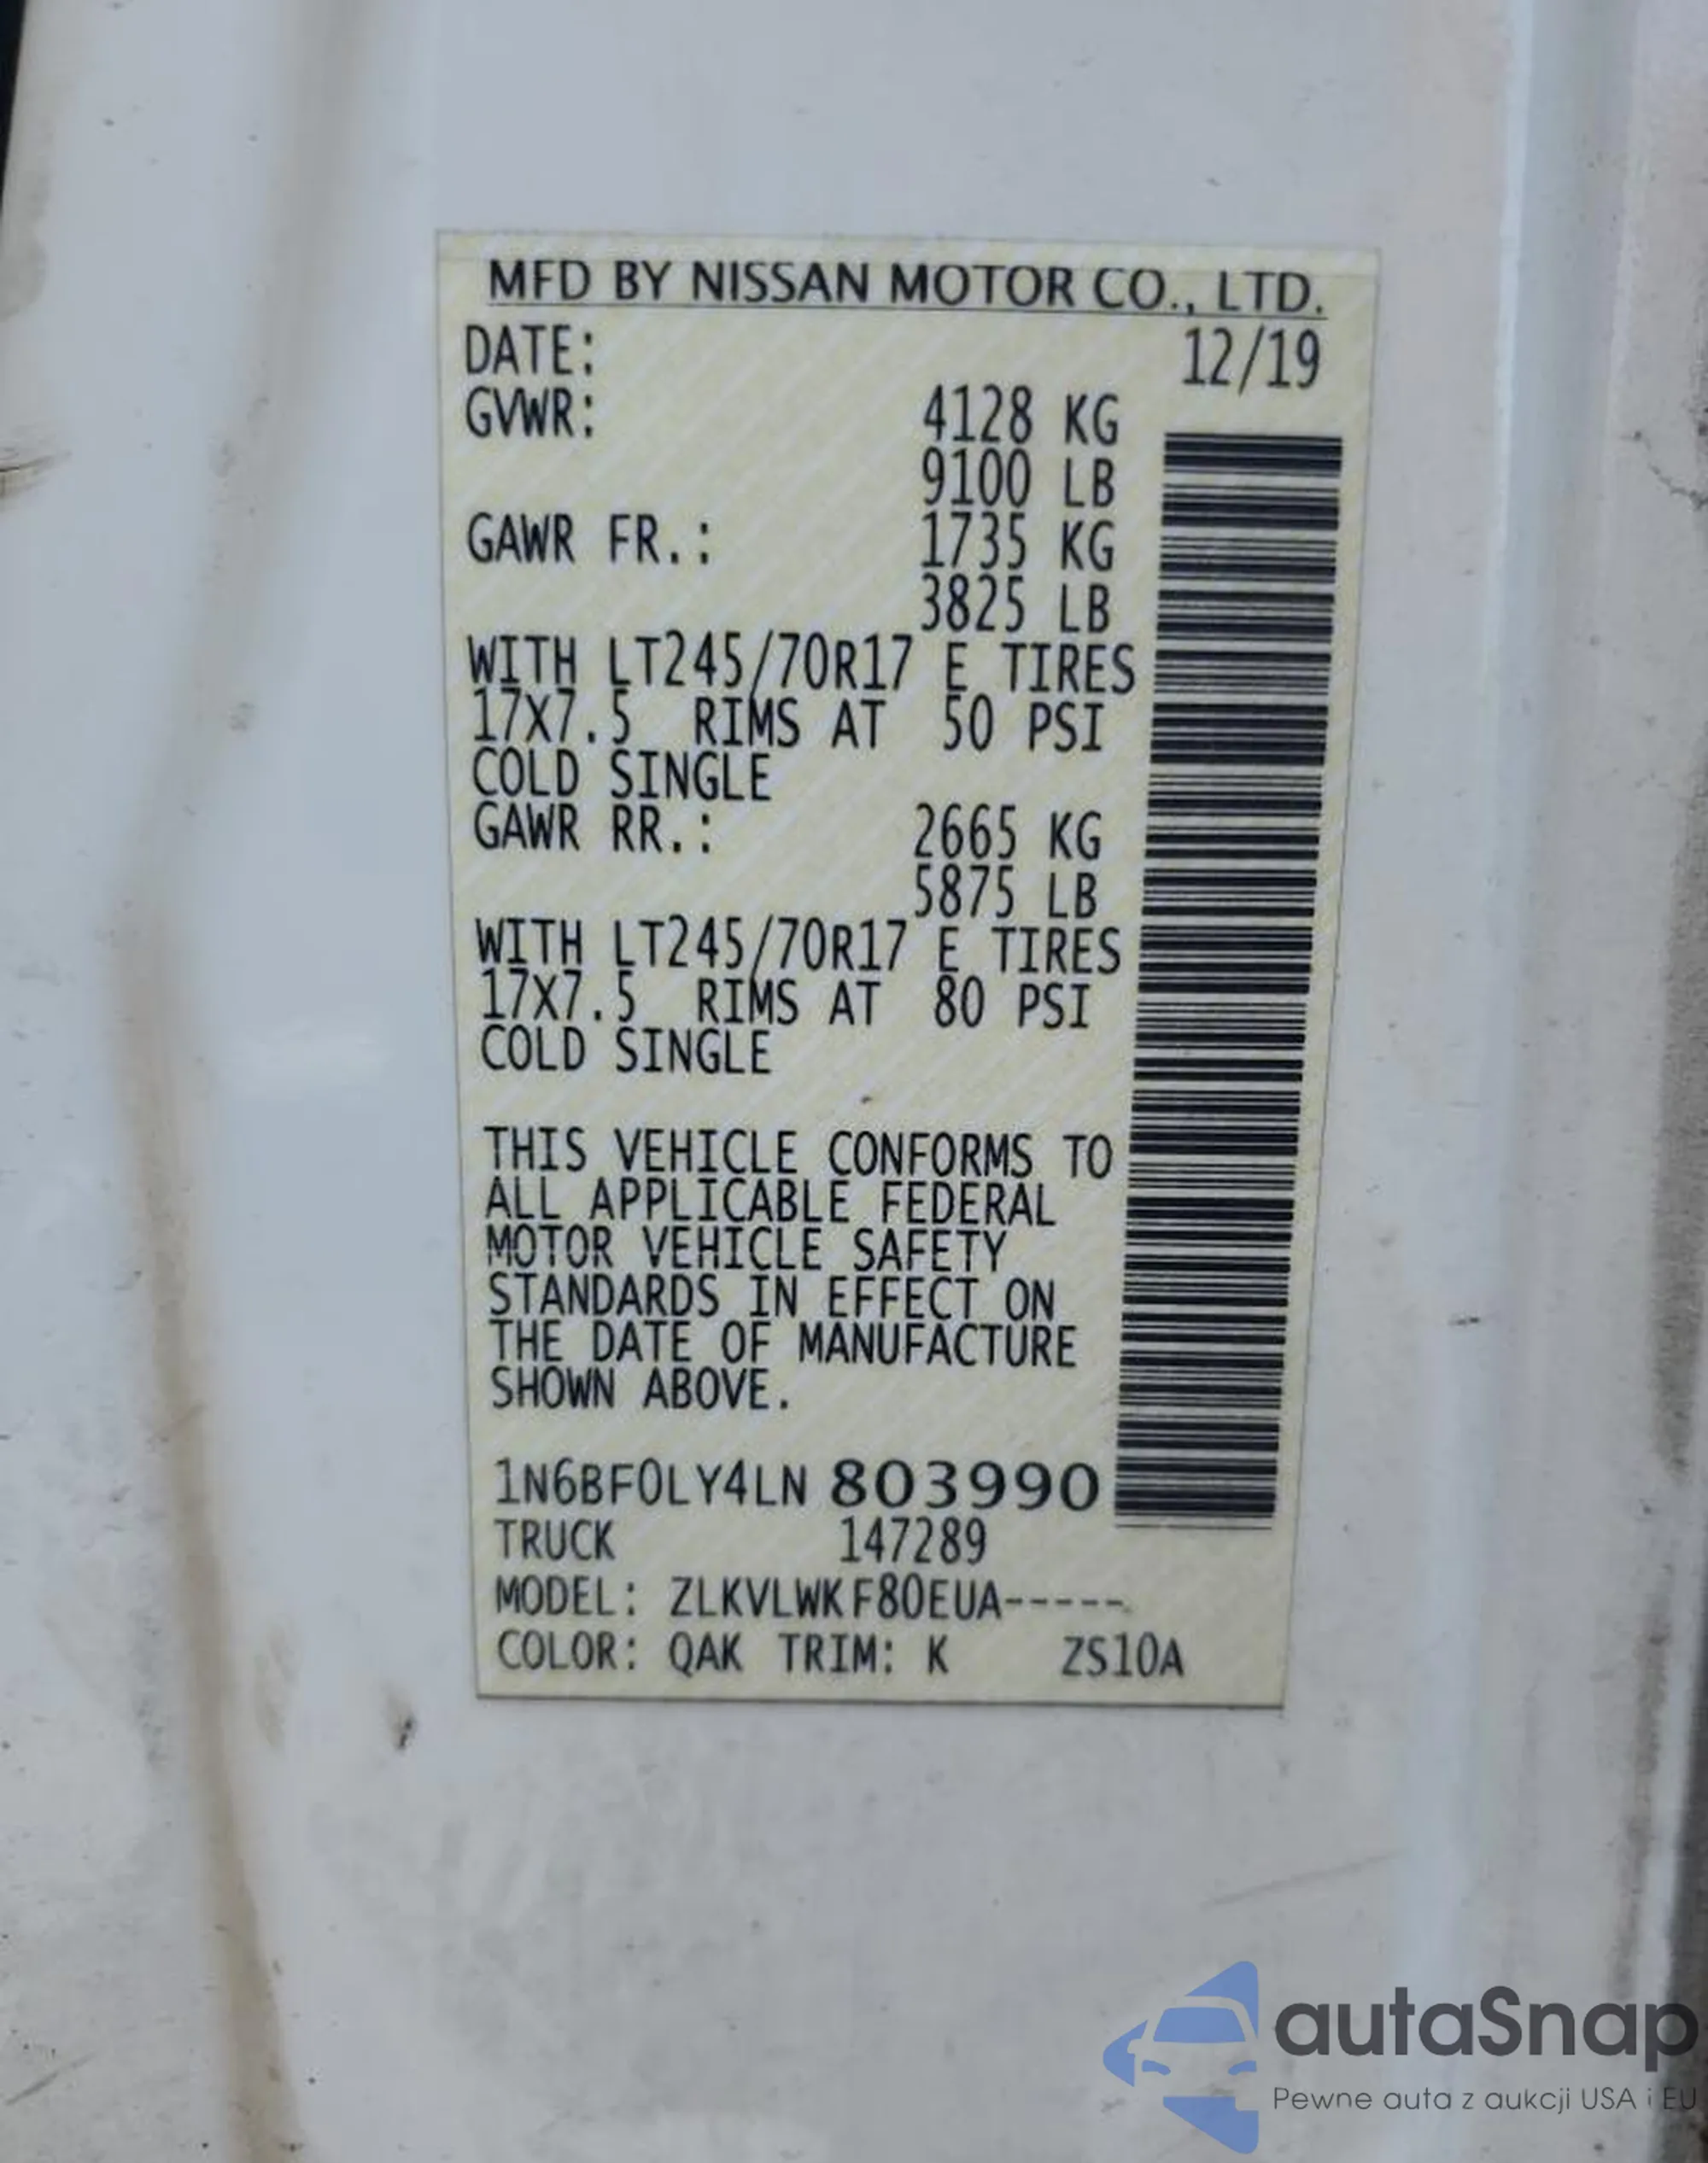 MFD BY NISSAN MOTOR CO., LTD.
DATE: 12/19
GVWR: 4128 KG
9100 LB
GAWR FR.: 1735 KG
3825 LB
WITH LT245/70R17 E TIRES
17X7.5 RIMS AT 50 PSI
COLD SINGLE
GAWR RR.: 2665 KG
5875 LB
WITH LT245/70R17 E TIRES
17X7.5 RIMS AT 80 PSI
COLD SINGLE
THIS VEHICLE CONFORMS TO
ALL APPLICABLE FEDERAL
MOTOR VEHICLE SAFETY
STANDARDS IN EFFECT ON
THE DATE OF MANUFACTURE
SHOWN ABOVE.
1N6BF0LY4LN 803990
TRUCK 147289
MODEL: ZLKVLWKF80EUA-----
COLOR: QAK TRIM: K ZS10A
autaSnap
Pewne auta z aukcji USA i EU